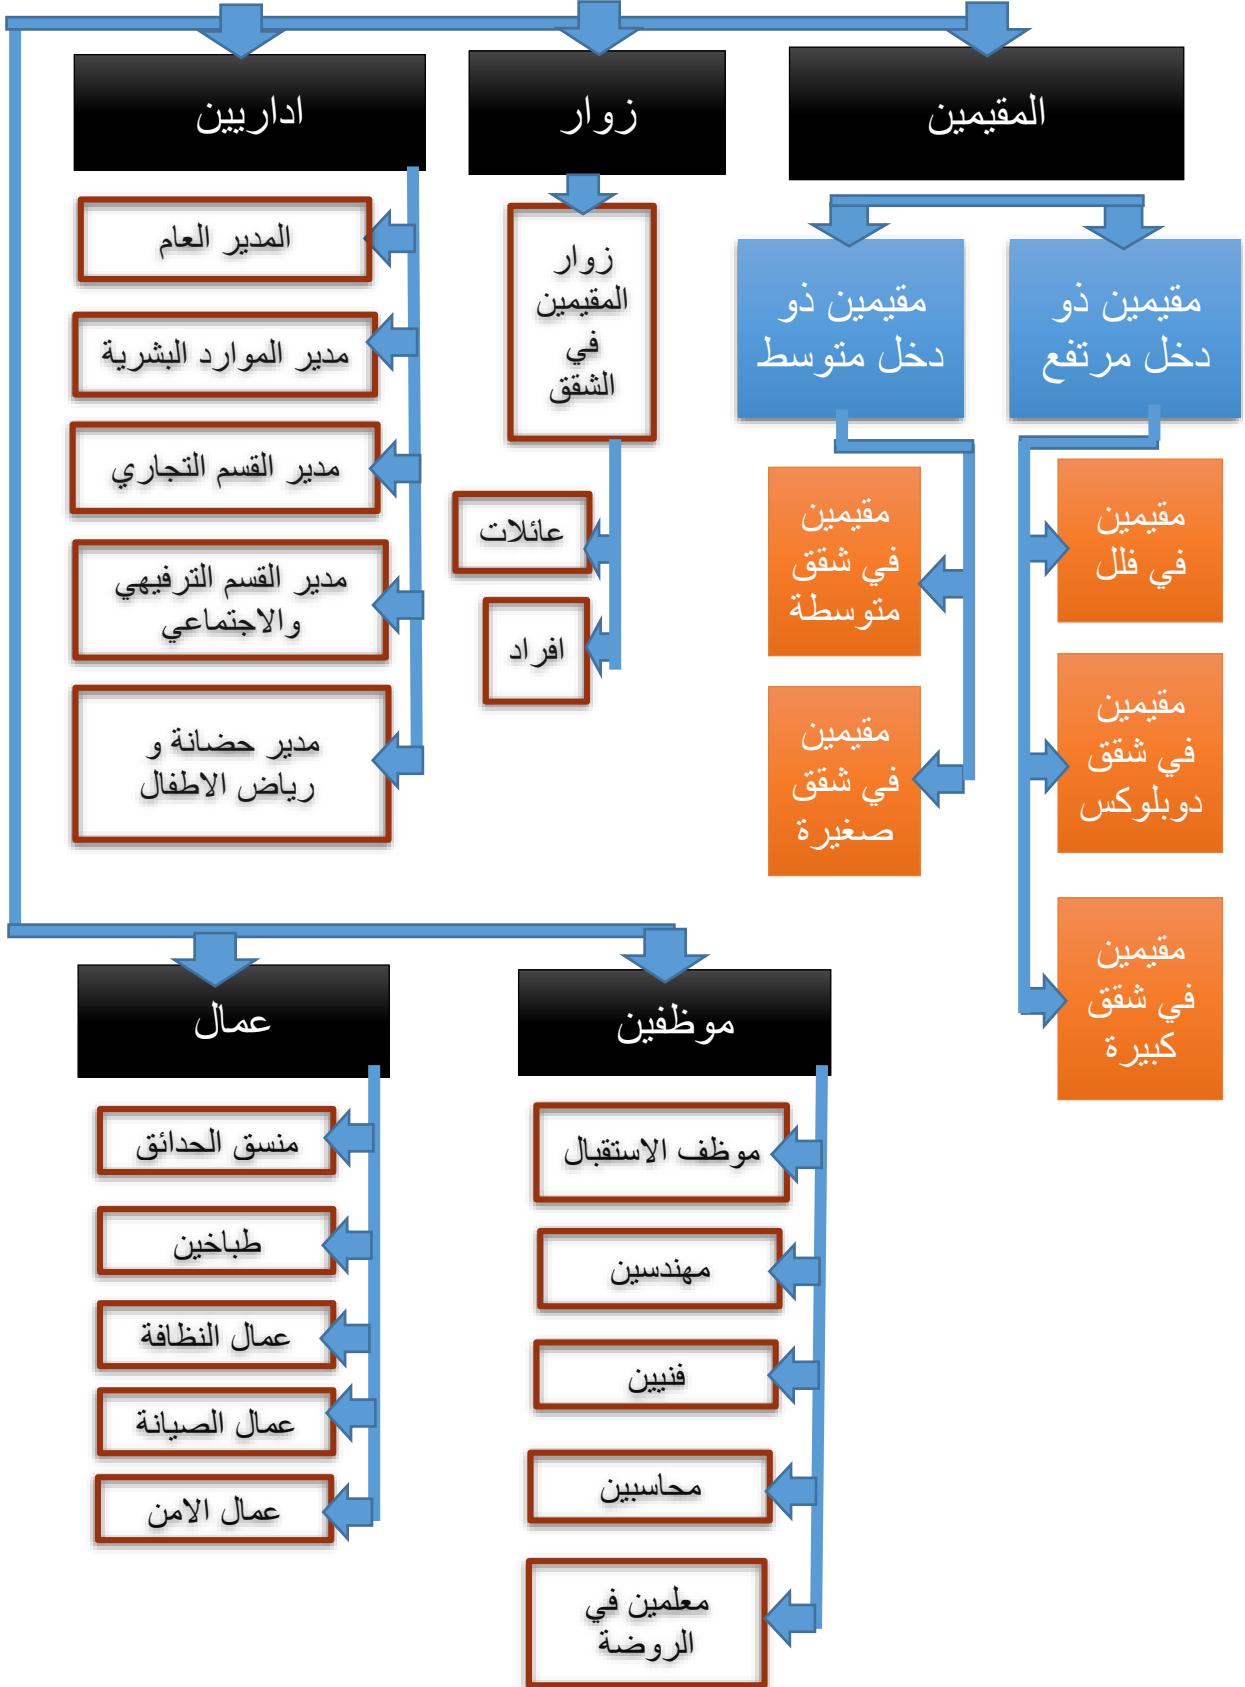 المقيمين
زوار
اداريين
مقيمين ذو
دخل مرتفع
مقيمين ذو
دخل متوسط
مقيمين
في فلل
مقيمين
في شقق
دوبلوكس
مقيمين
في شقق
كبيرة
مقيمين
في شقق
متوسطة
مقيمين
في شقق
صغيرة
زوار
المقيمين
في
الشقق
عائلات
افراد
المدير العام
مدير الموارد البشرية
مدير القسم التجاري
مدير القسم الترفيهي
والاجتماعي
مدير حضانة و
رياض الاطفال
موظفين
عمال
موظف الاستقبال
مهندسين
فنيين
محاسبين
معلمين في
الروضة
منسق الحدائق
طباخين
عمال النظافة
عمال الصيانة
عمال الامن